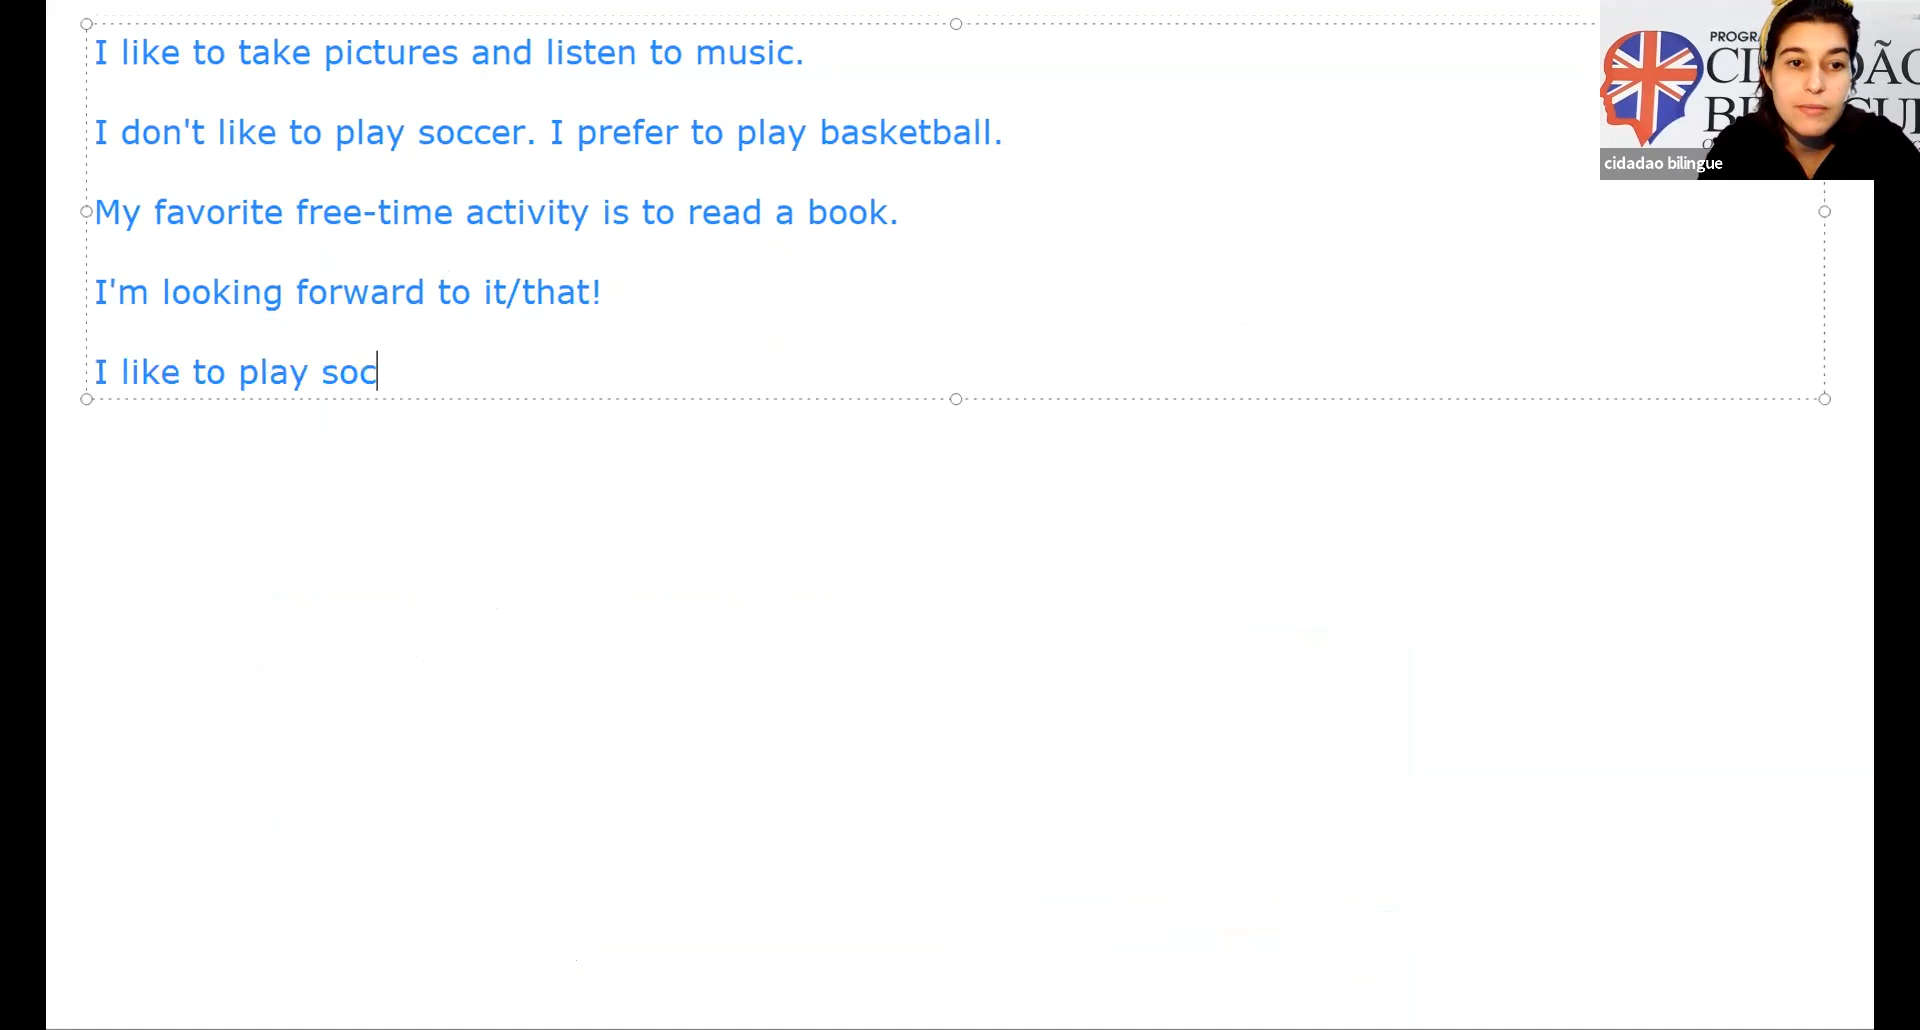 I like to take pictures and listen to music.
I don't like to play soccer. I prefer to play basketball.
My favorite free-time activity is to read a book.
I'm looking forward to it/that!
I like to play soc
cidadao bilingue